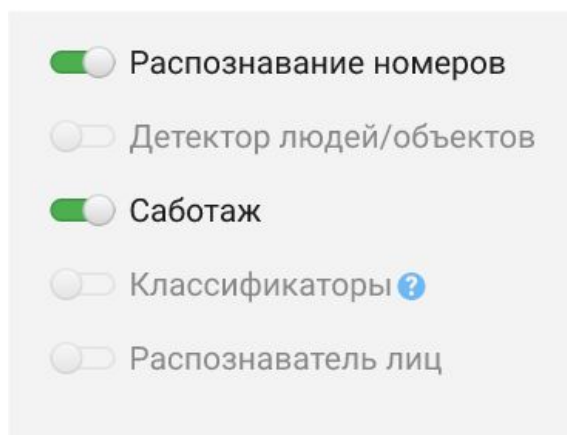 Распознавание номеров
Детектор людей/объектов
Саботаж
Классификаторы ?
Распознаватель лиц